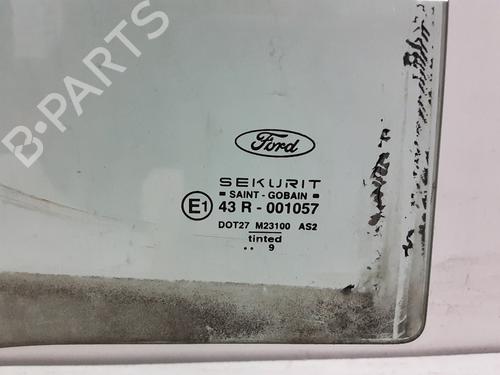 B-PARTS
Ford
SEKURIT
SAINT - GOBAIN
E1 43 R - 001057
DOT27 M23100 AS2
tinted
.. 9